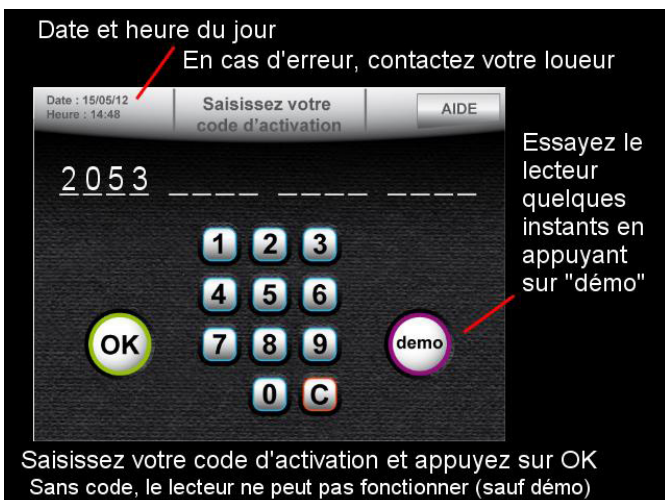 Date et heure du jour
En cas d'erreur, contactez votre loueur
Date : 15/05/12
Heure : 14:48
Saisissez votre
code d'activation
AIDE
2053 ____ ____ ____
Essayez le
lecteur
quelques
instants en
appuyant
sur "démo"
1 2 3
4 5 6
OK 7 8 9 demo
0 C
Saisissez votre code d'activation et appuyez sur OK
Sans code, le lecteur ne peut pas fonctionner (sauf démo)